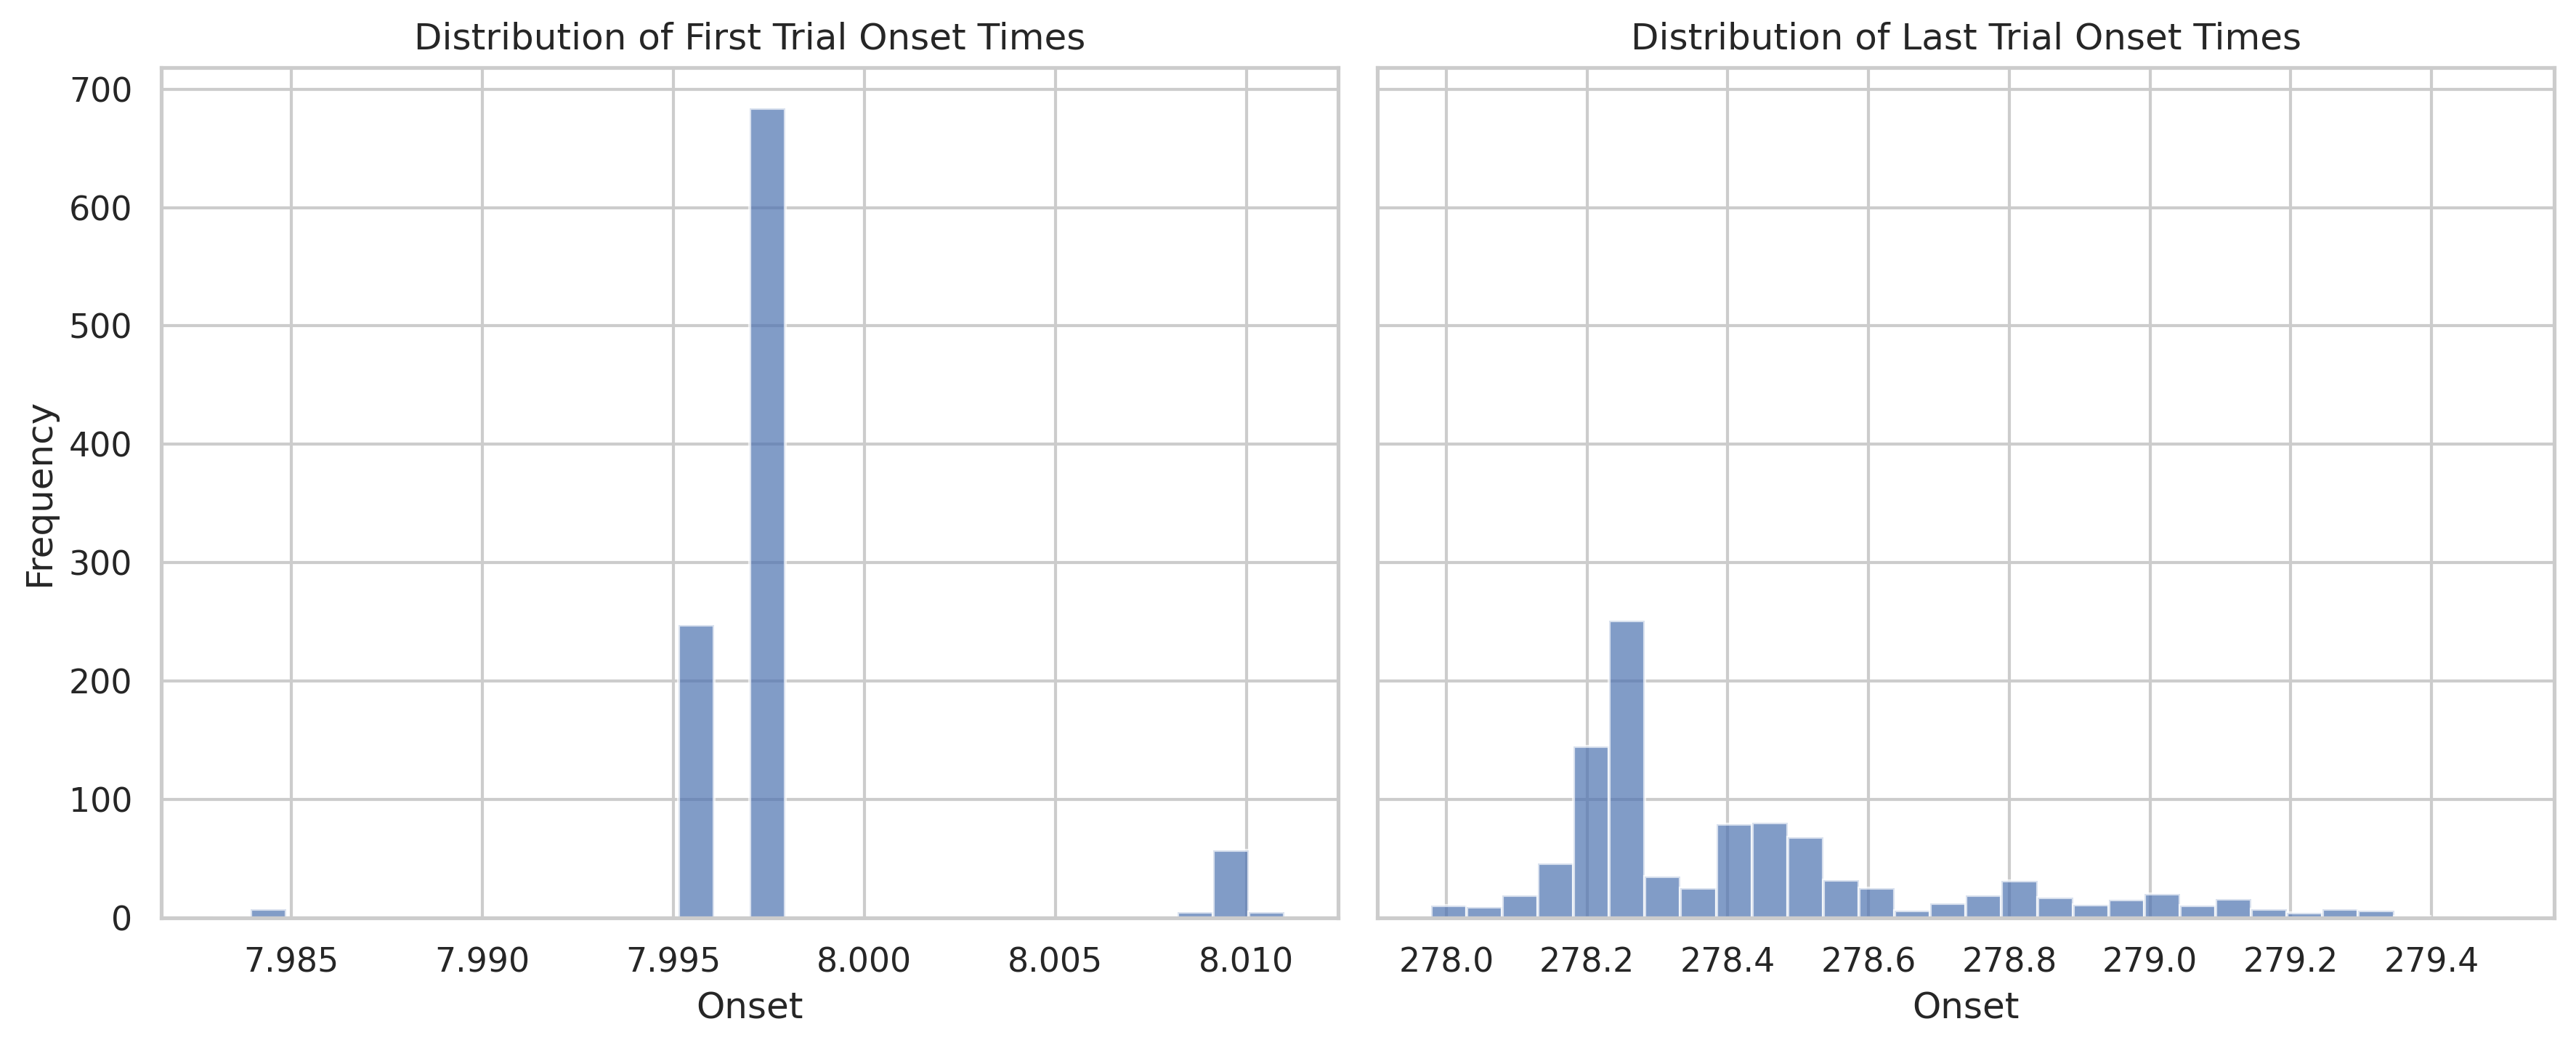 Distribution of First Trial Onset Times
Distribution of Last Trial Onset Times
Frequency
700
600
500
400
300
200
100
0
7.985 7.990 7.995 8.000 8.005 8.010
278.0 278.2 278.4 278.6 278.8 279.0 279.2 279.4
Onset
Onset